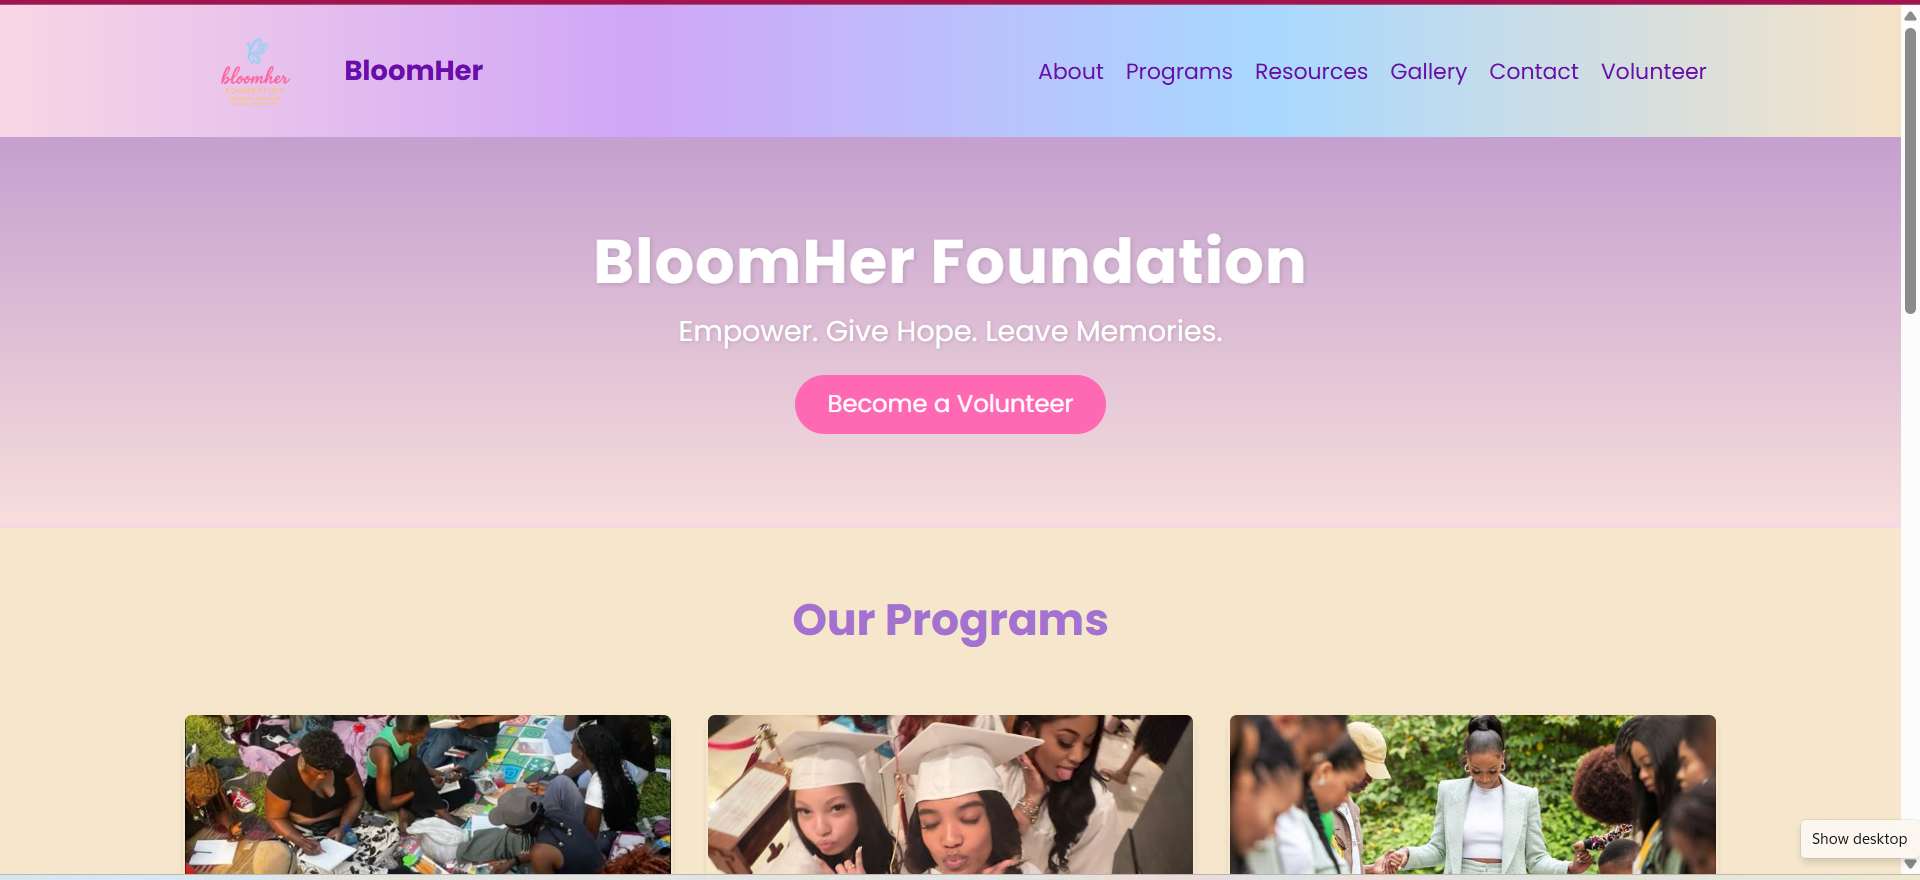 bloomher
FOUNDATION
BloomHer
About Programs Resources Gallery Contact Volunteer
BloomHer Foundation
Empower. Give Hope. Leave Memories.
Become a Volunteer
Our Programs
Show desktop